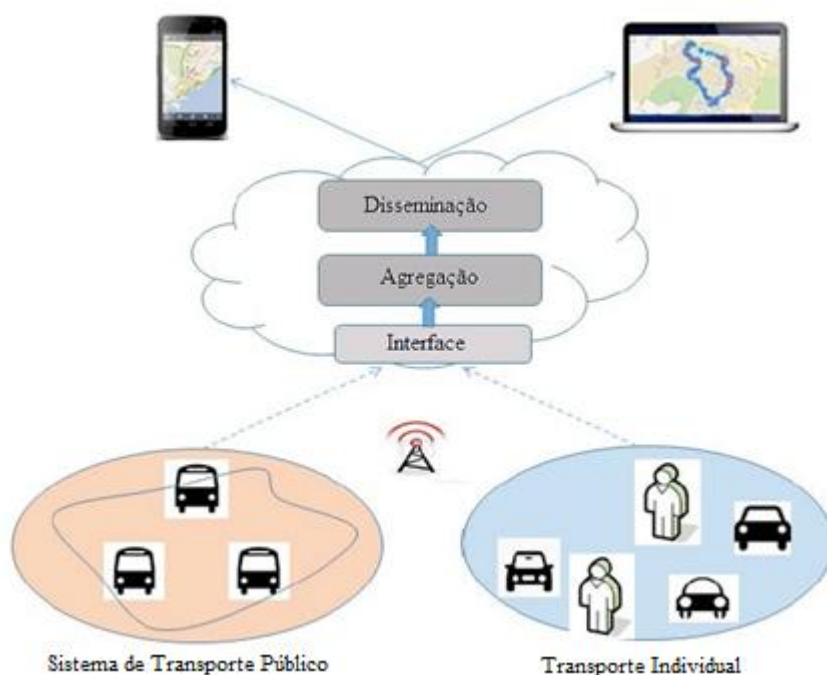 Disseminação
Agregação
Interface
Sistema de Transporte Público
Transporte Individual